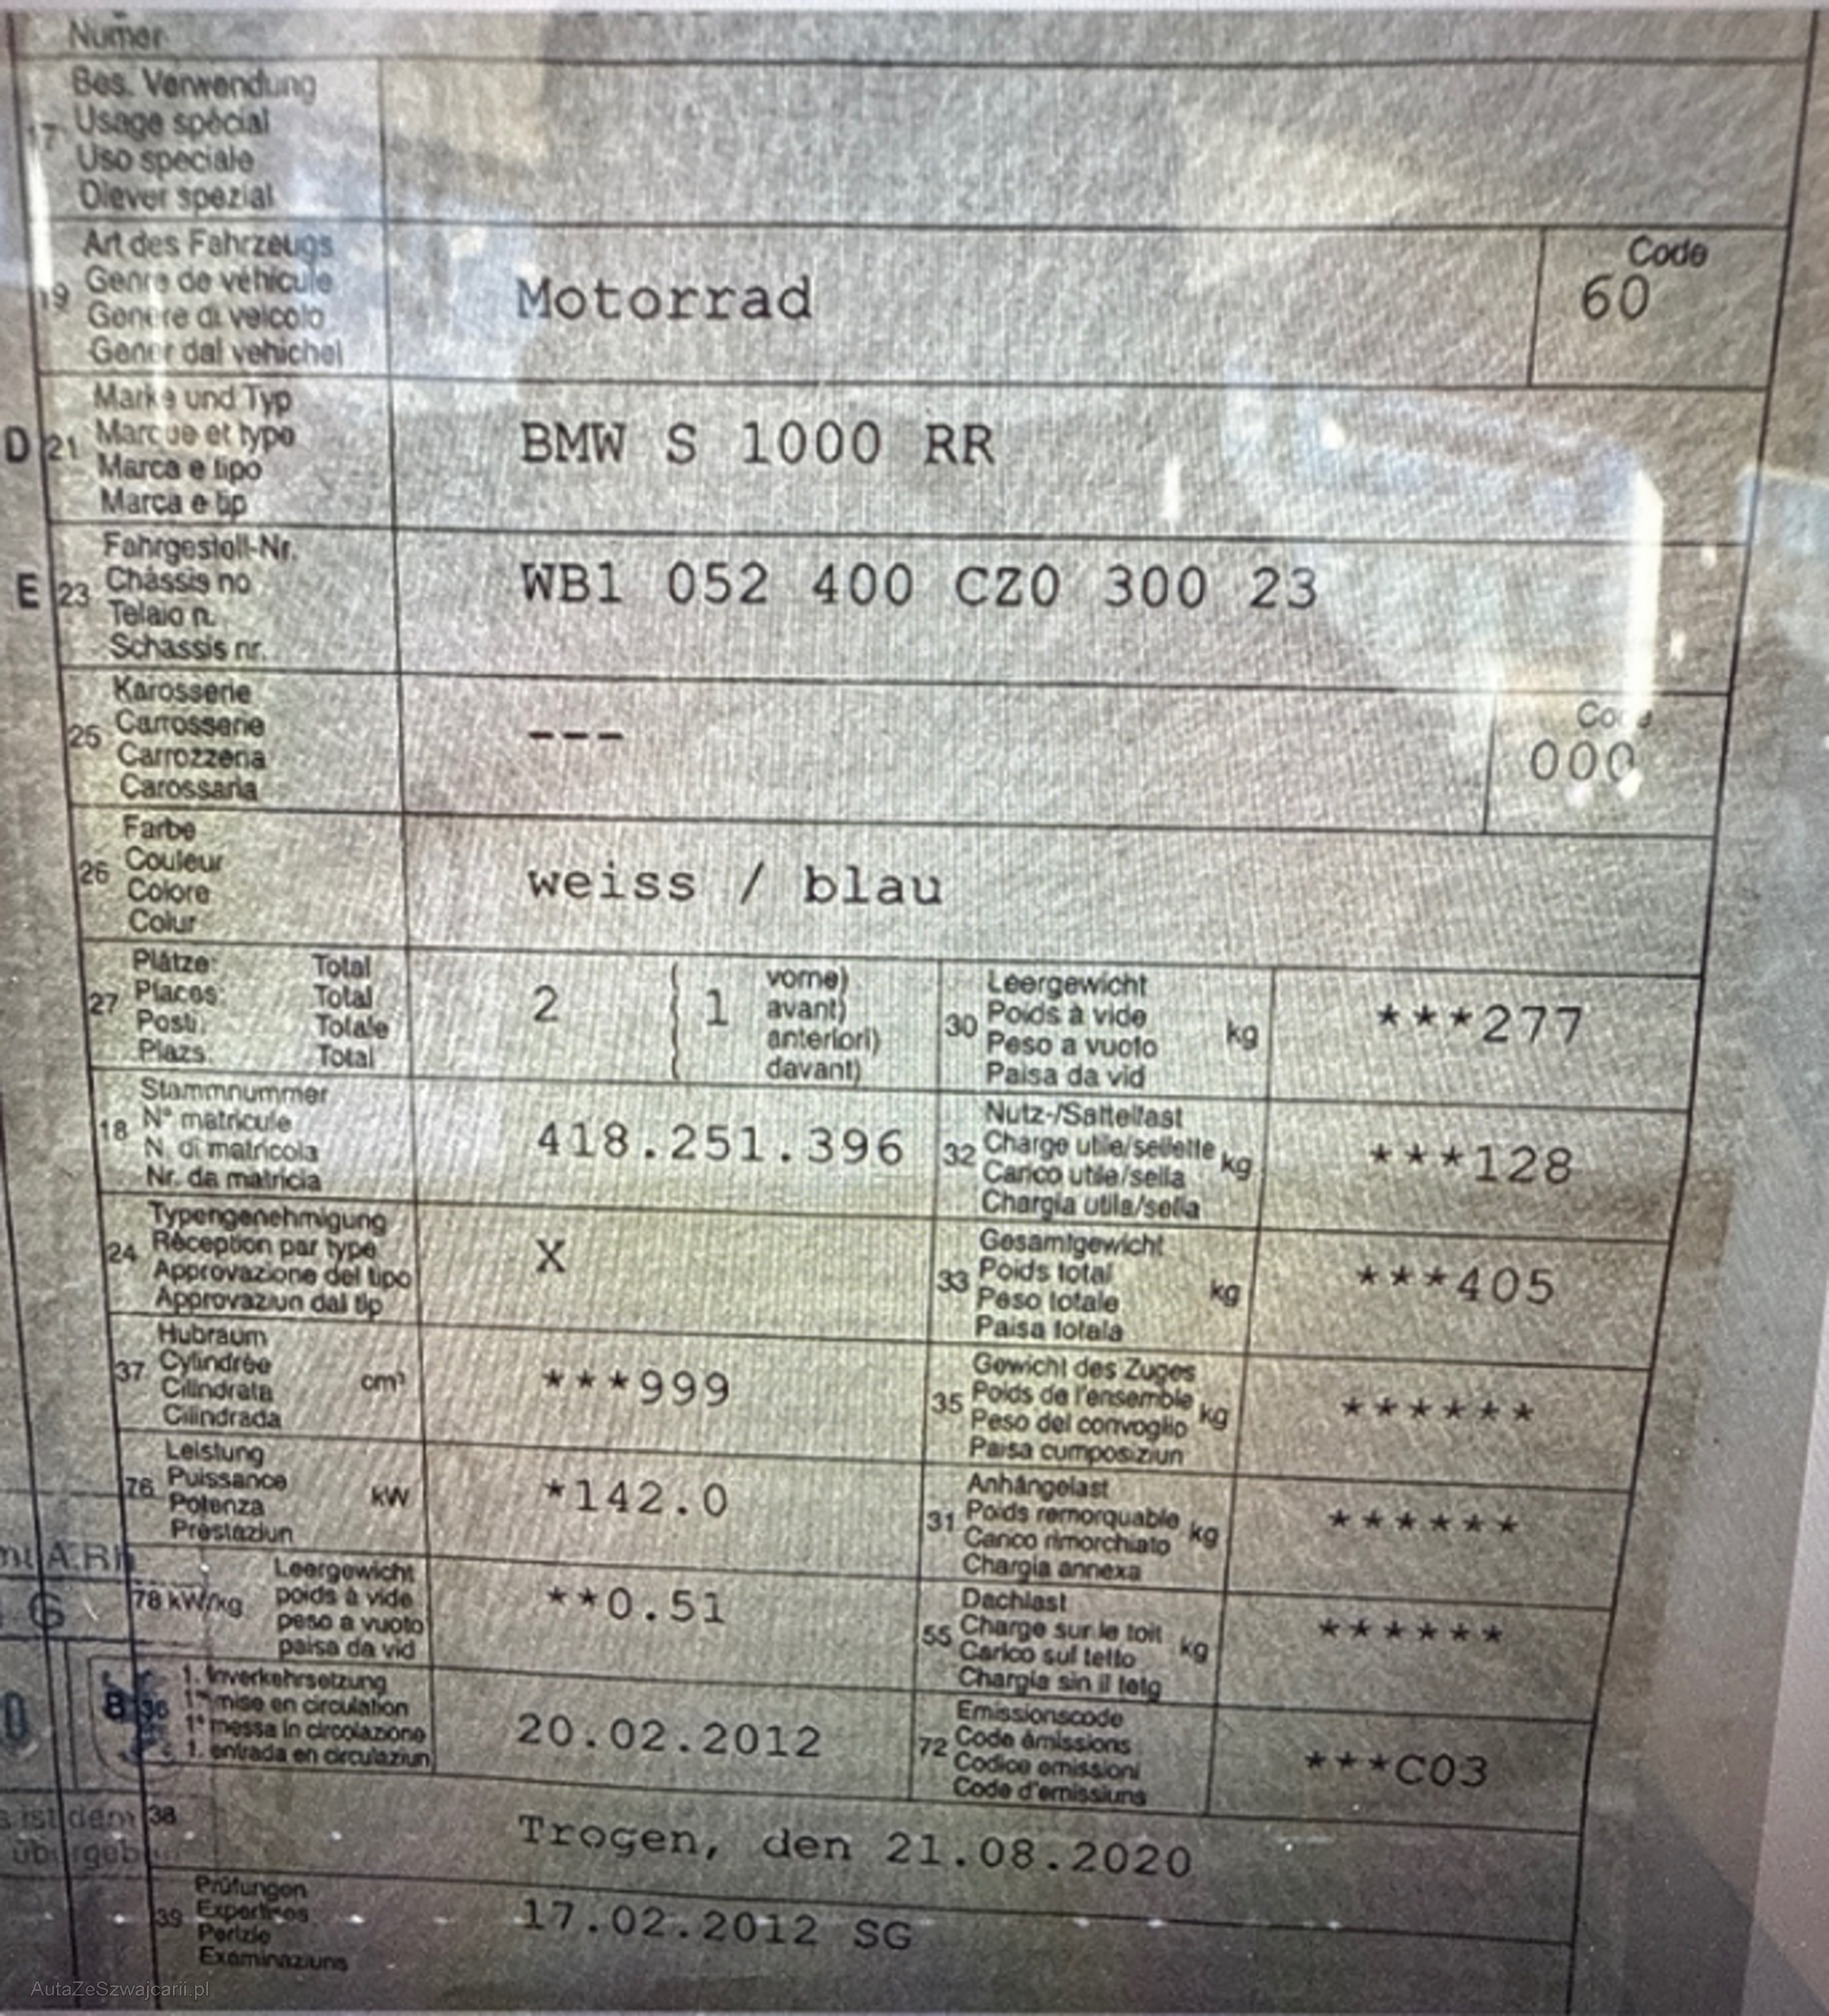 Numer
Bes. Verwendung
17 Usage spécial
Uso speciale
Diever spezial
Art des Fahrzeugs Code
19 Genre de véhicule Motorrad 60
Genere di veicolo
Gener dal vehichel
Marke und Typ
D 21 Marque et type BMW S 1000 RR
Marca e tipo
Marca e tip
Fahrgestell-Nr.
E 23 Châssis no WB1 052 400 CZ0 300 23
Telaio n.
Schassis nr.
Karosserie Code
25 Carrosserie --- 000
Carrozzeria
Carossaria
Farbe
26 Couleur weiss / blau
Colore
Colur
Plätze: Total vorne) Leergewicht
27 Places: Total 2 ( 1 avant) 30 Poids à vide kg ***277
Posti: Totale anteriori) Peso a vuoto
Plazs: Total davant) Paisa da vid
Stammnummer Nutz-/Sattellast
18 N° matricule 418.251.396 32 Charge utile/sellette kg ***128
N. di matricola Carico utile/sella
Nr. da matricla Chargia utila/sella
Typengenehmigung Gesamtgewicht
24 Réception par type X 33 Poids total kg ***405
Approvazione del tipo Peso totale
Approvaziun dal tip Paisa totala
Hubraum Gewicht des Zuges
37 Cylindrée cm³ ***999 35 Poids de l'ensemble kg ******
Cilindrata Peso del convoglio
Cilindrada Paisa cumposiziun
Leistung Anhängelast
76 Puissance kW *142.0 31 Poids remorquable kg ******
Potenza Carico rimorchiato
Prestaziun Chargia annexa
Leergewicht Dachlast
78 kW/kg poids à vide **0.51 55 Charge sur le toit kg ******
peso a vuoto Carico sul tetto
paisa da vid Chargia sin il tetg
1. Inverkehrsetzung Emissionscode
B 36 1re mise en circulation 20.02.2012 72 Code émissions ***C03
1a messa in circolazione Codice emissioni
1. entrada en circulaziun Code d'emissiuns
38 Trogen, den 21.08.2020
Prüfungen
39 Expertises 17.02.2012 SG
Perizie
Examinaziuns
AutaZeSzwajcarii.pl